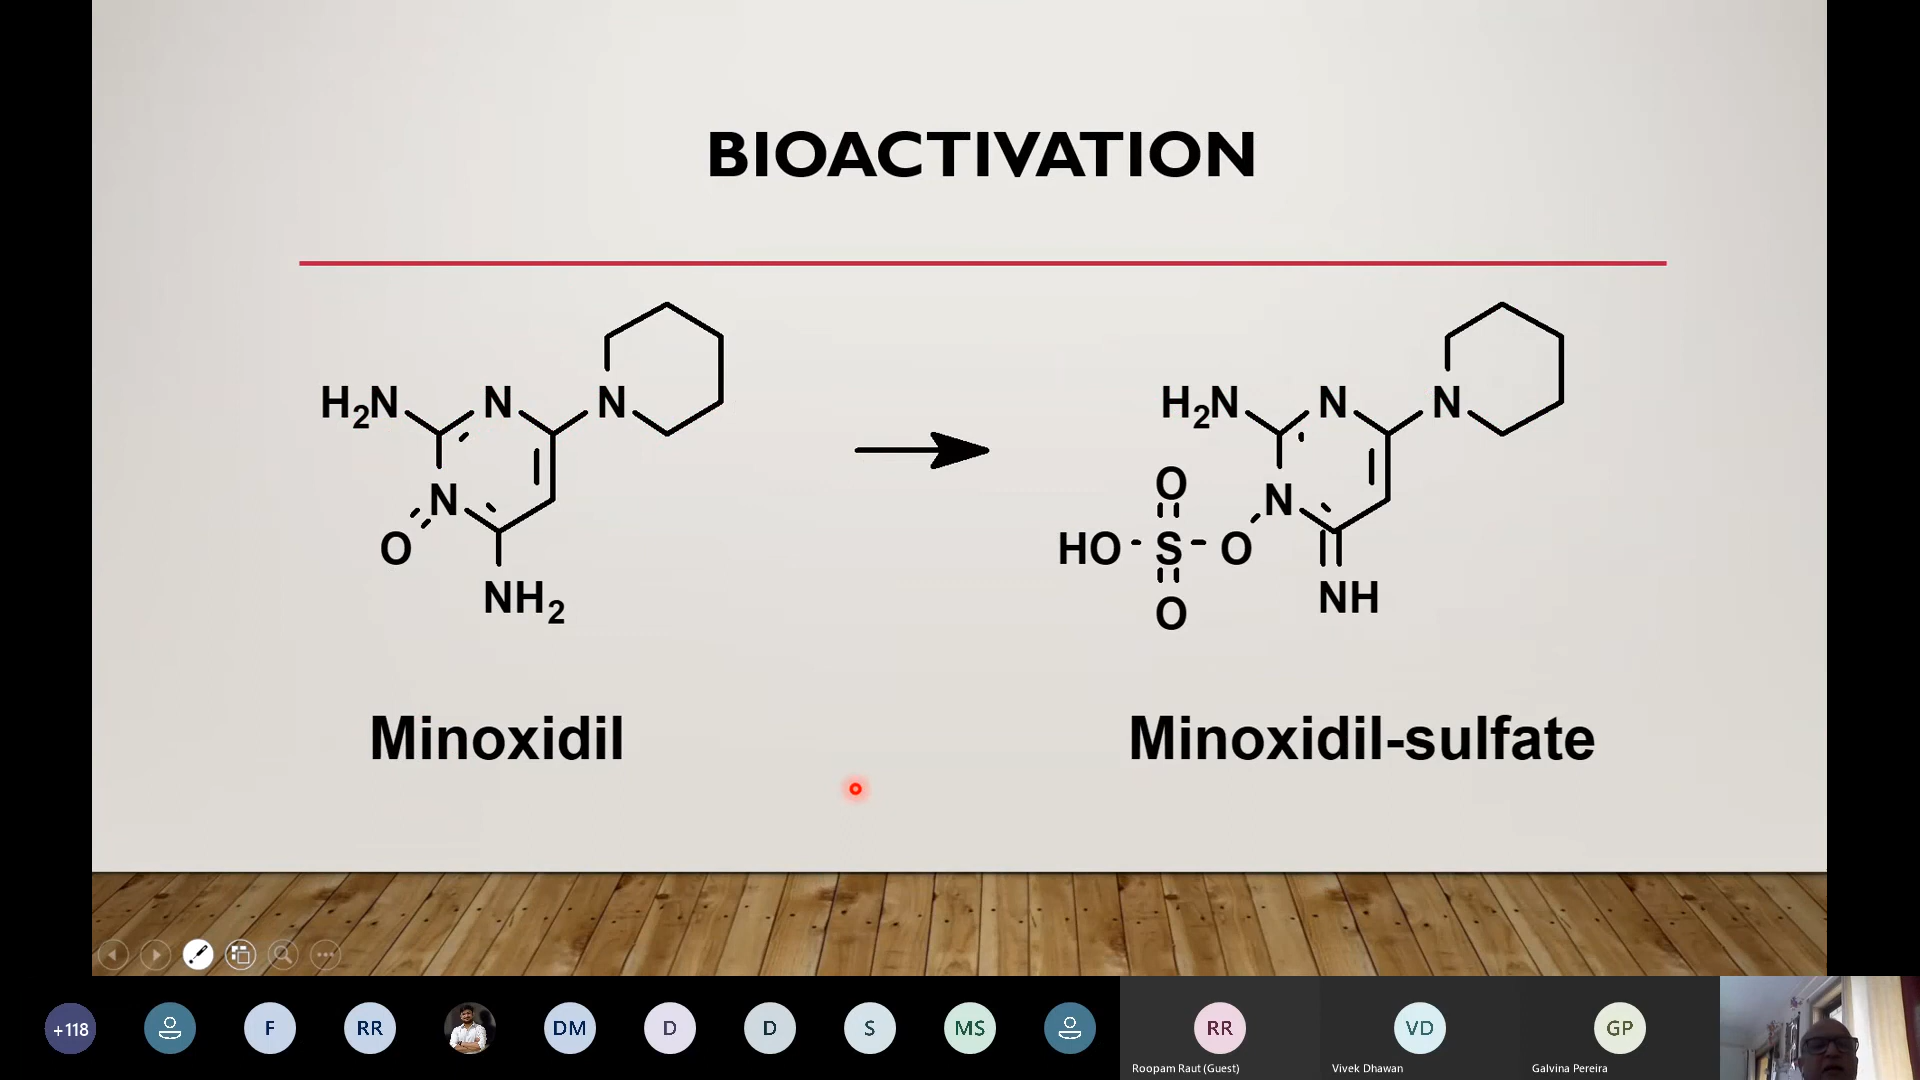 BIOACTIVATION
H2N N N
N
O
NH2
H2N N N
O N
HO S O
O
NH
Minoxidil
Minoxidil-sulfate
+118 F RR DM D D S MS RR VD GP
Roopam Raut (Guest) Vivek Dhawan Galvina Pereira